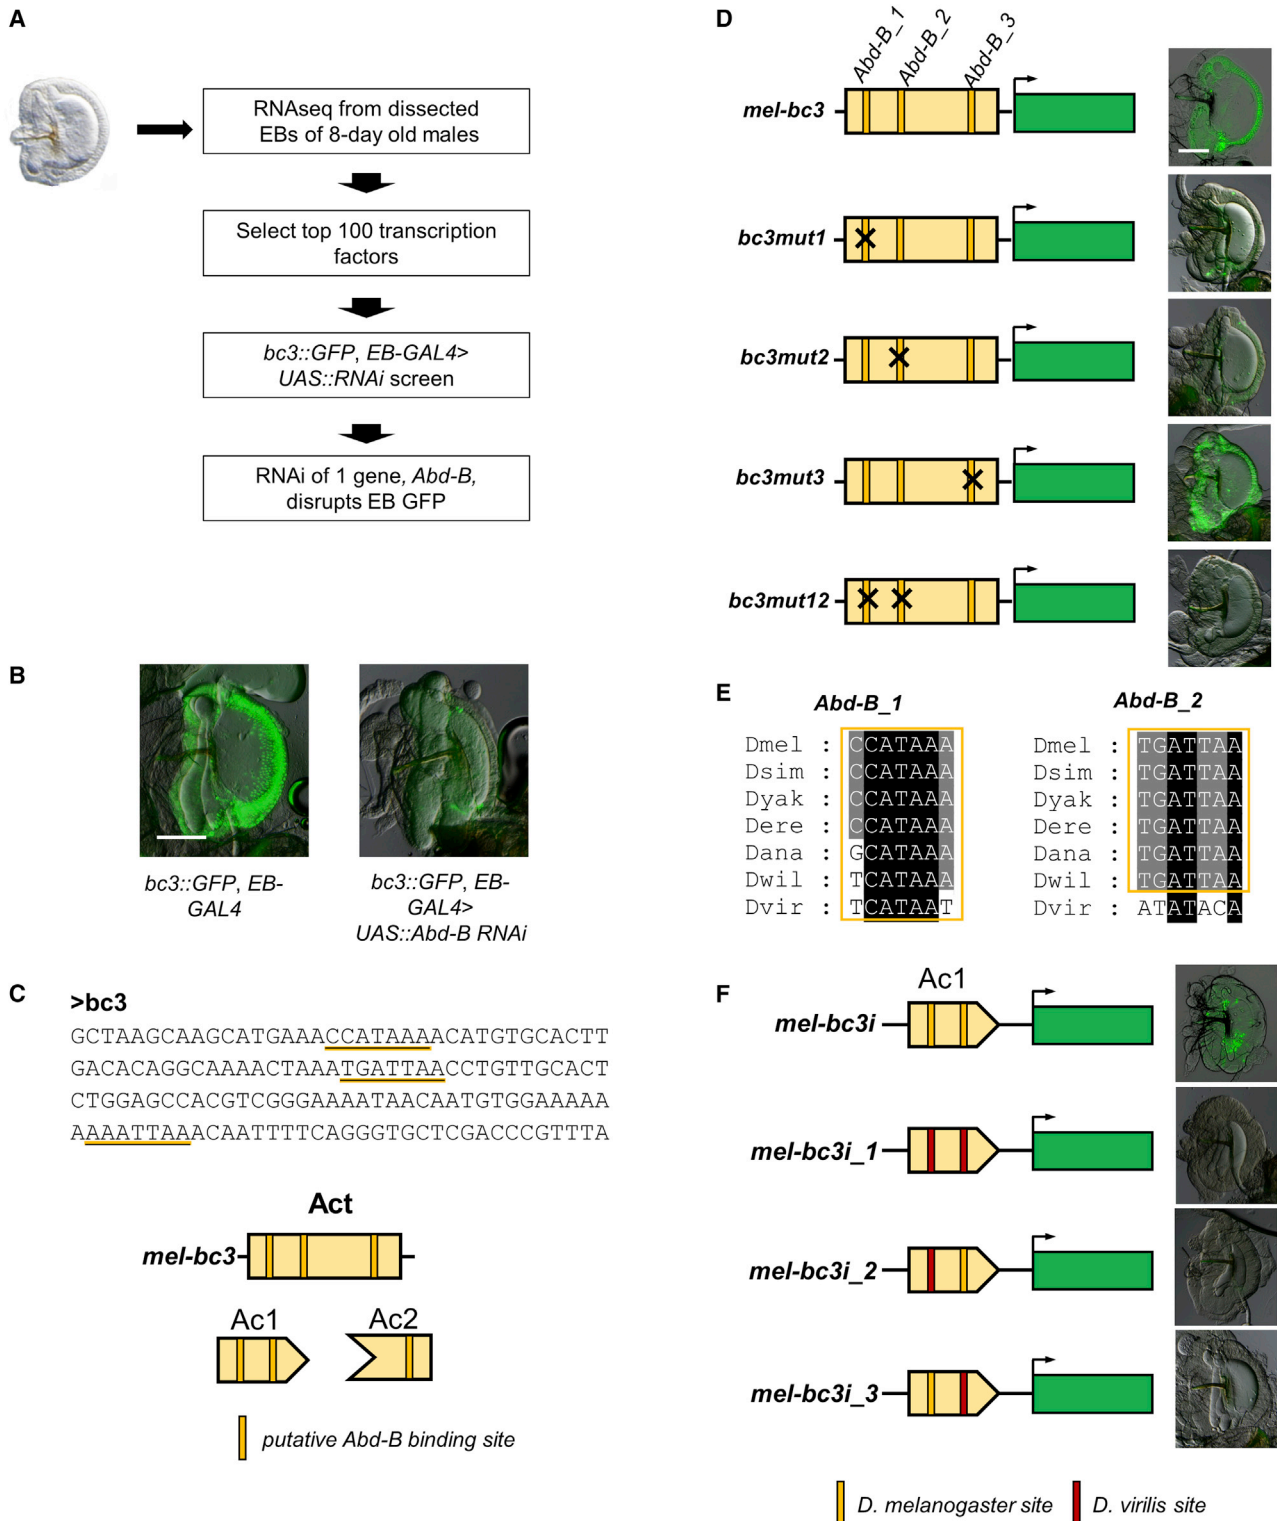 A
RNAseq from dissected
EBs of 8-day old males
Select top 100 transcription
factors
bc3::GFP, EB-GAL4>
UAS::RNAi screen
RNAi of 1 gene, Abd-B,
disrupts EB GFP
B
bc3::GFP, EB-
GAL4
bc3::GFP, EB-
GAL4>
UAS::Abd-B RNAi
C
>bc3
GCTAAGCAAGCATGAAACCATAAAACATGTGCACTT
GACACAGGCAAAACTAAATGATTAACCTGTTGCACT
CTGGAGCCACGTCGGGAAAATAACAATGTGGAAAAA
AAAATTAAACAATTTTCAGGGTGCTCGACCCGTTTA
Act
mel-bc3
Ac1
Ac2
putative Abd-B binding site
D
Abd-B_1
Abd-B_2
Abd-B_3
mel-bc3
bc3mut1
bc3mut2
bc3mut3
bc3mut12
E
Abd-B_1
Dmel : CCATAAA
Dsim : CCATAAA
Dyak : CCATAAA
Dere : CCATAAA
Dana : GCATAAA
Dwil : TCATAAA
Dvir : TCATAAT
Abd-B_2
Dmel : TGATTAA
Dsim : TGATTAA
Dyak : TGATTAA
Dere : TGATTAA
Dana : TGATTAA
Dwil : TGATTAA
Dvir : ATATACA
F
Ac1
mel-bc3i
mel-bc3i_1
mel-bc3i_2
mel-bc3i_3
D. melanogaster site
D. virilis site